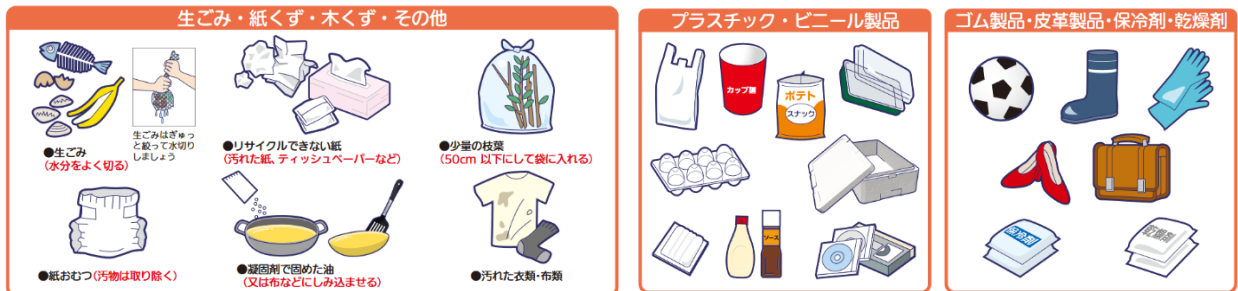 生ごみ・紙くず・木くず・その他
生ごみはぎゅっ
と絞って水切り
しましょう
●生ごみ
(水分をよく切る)
●リサイクルできない紙
(汚れた紙、ティッシュペーパーなど)
●少量の枝葉
(50cm 以下にして袋に入れる)
●紙おむつ(汚物は取り除く)
●凝固剤で固めた油
(又は布などにしみ込ませる)
●汚れた衣類・布類
プラスチック・ビニール製品
カップ麺
ポテト
スナック
ソース
ゴム製品・皮革製品・保冷剤・乾燥剤
保冷剤
乾燥剤